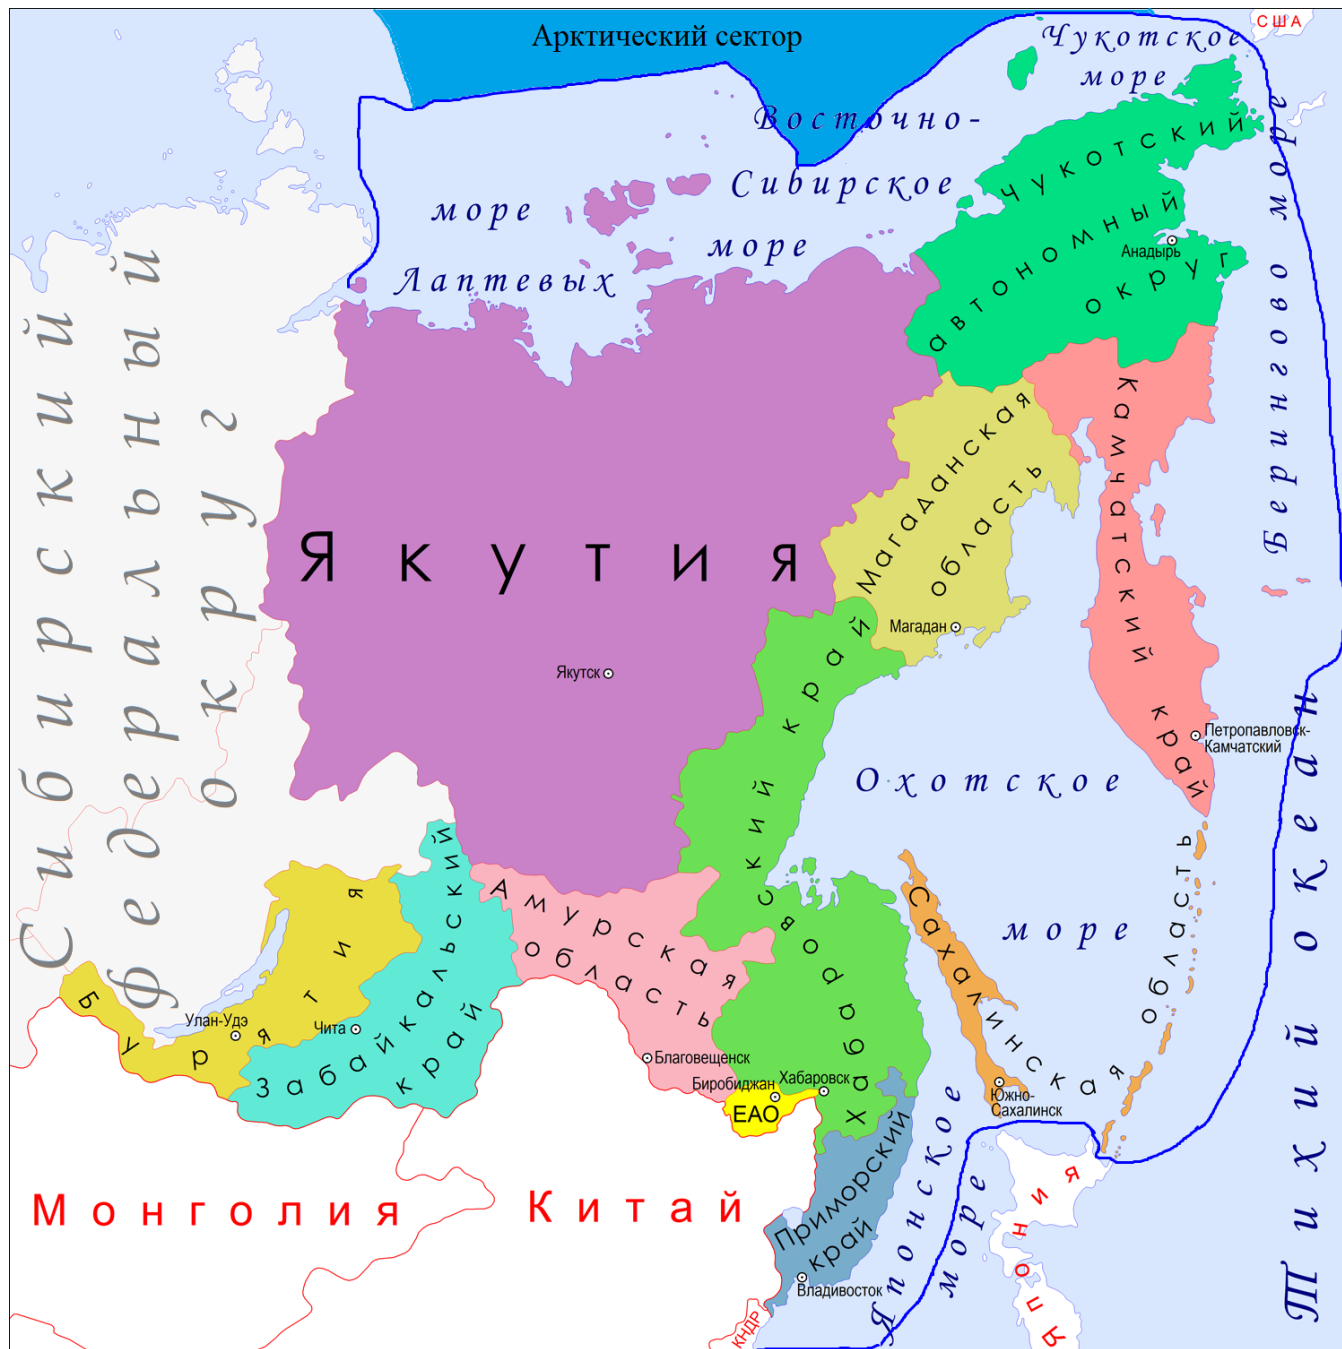 США
Арктический сектор
Чукотское
море
Восточно-
Сибирское
море
море
Лаптевых
Берингово море
Чукотский
автономный
округ
Анадырь
Сибирский
федеральный
округ
Якутия
Якутск
Магаданская
область
Магадан
Камчатский край
Петропавловск-
Камчатский
Охотское
море
Хабаровский край
Хабаровск
Амурская
область
Благовещенск
Биробиджан
ЕАО
Бурятия
Улан-Удэ
Забайкальский
край
Чита
Сахалинская область
Южно-
Сахалинск
Приморский
край
Владивосток
Японское
море
Тихий океан
Монголия
Китай
КНДР
Япония